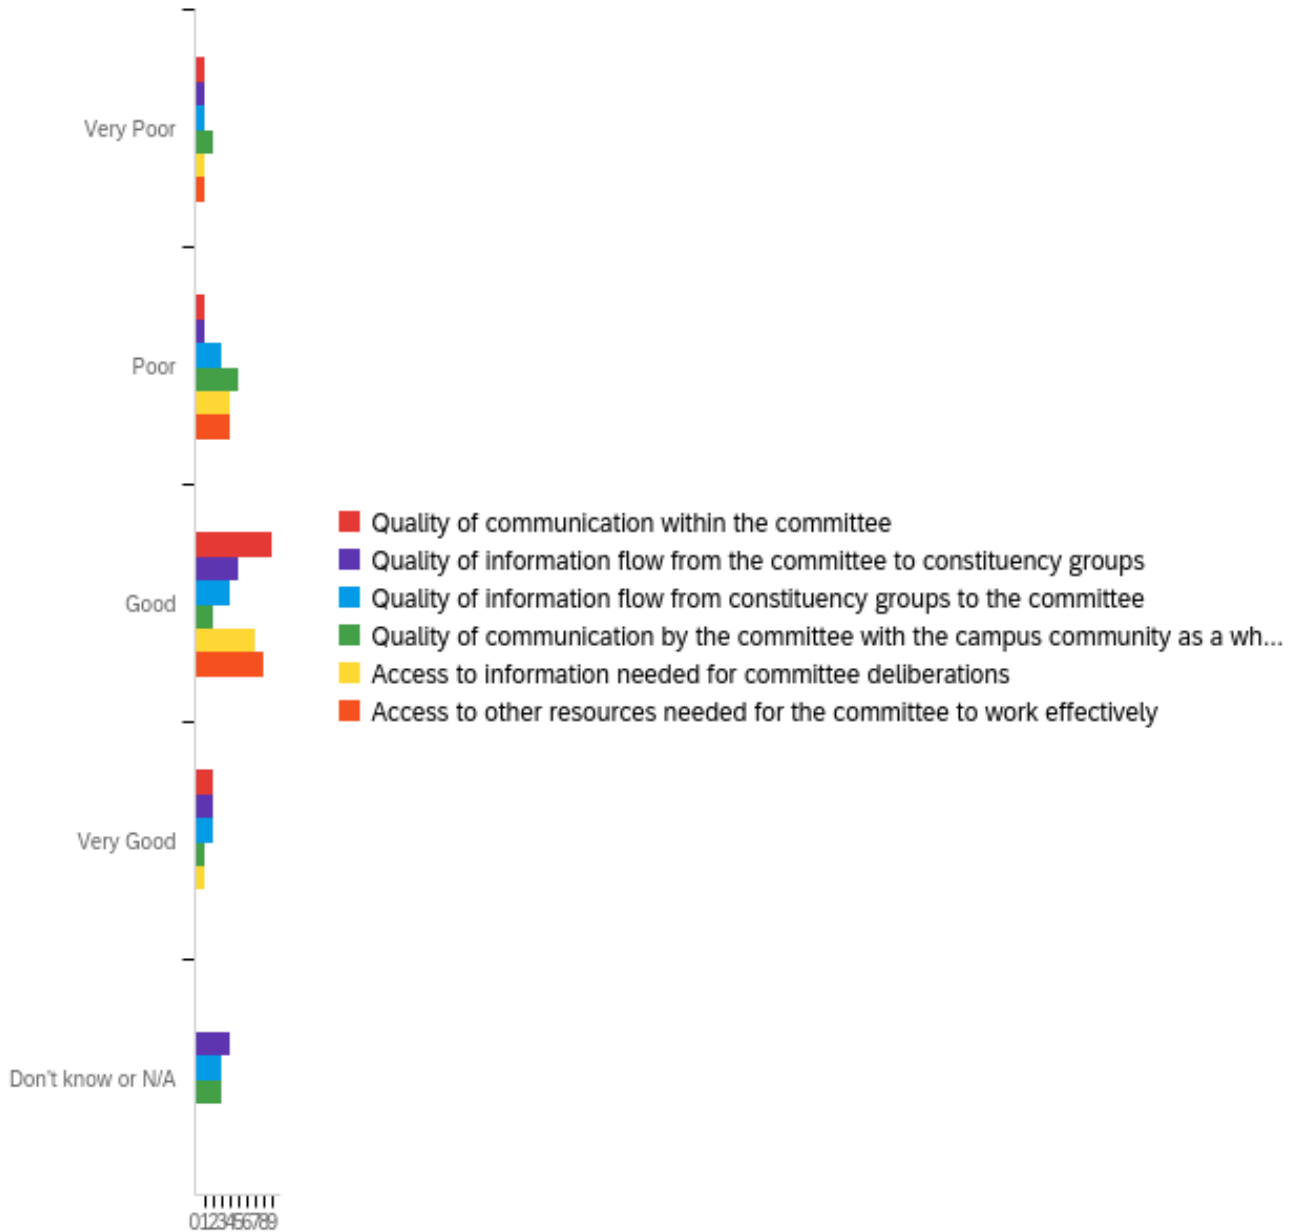 Very Poor
Poor
Good
Very Good
Don't know or N/A
Quality of communication within the committee
Quality of information flow from the committee to constituency groups
Quality of information flow from constituency groups to the committee
Quality of communication by the committee with the campus community as a wh...
Access to information needed for committee deliberations
Access to other resources needed for the committee to work effectively
0123456789